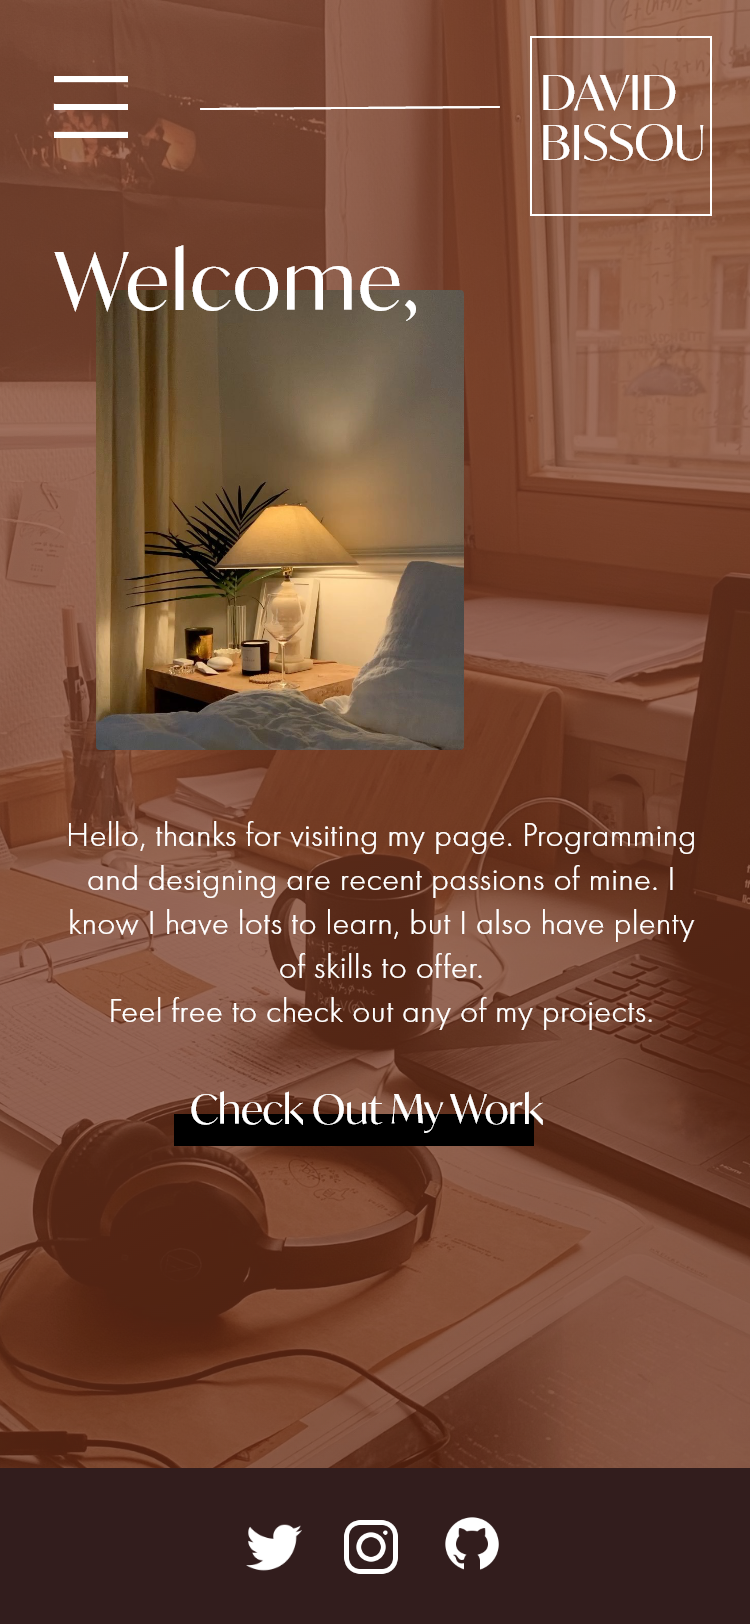 DAVID
BISSOU
Welcome,
Hello, thanks for visiting my page. Programming
and designing are recent passions of mine. I
know I have lots to learn, but I also have plenty
of skills to offer.
Feel free to check out any of my projects.
Check Out My Work